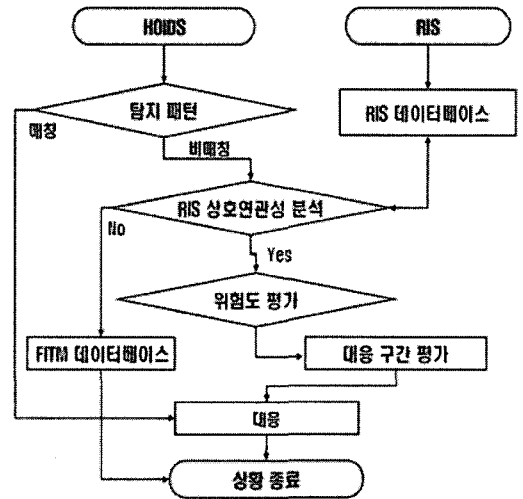 HOIDS
RIS
탐지 패턴
RIS 데이터베이스
매칭
비매칭
RIS 상호연관성 분석
No
Yes
위험도 평가
FITM 데이터베이스
대응 구간 평가
대응
상황 종료